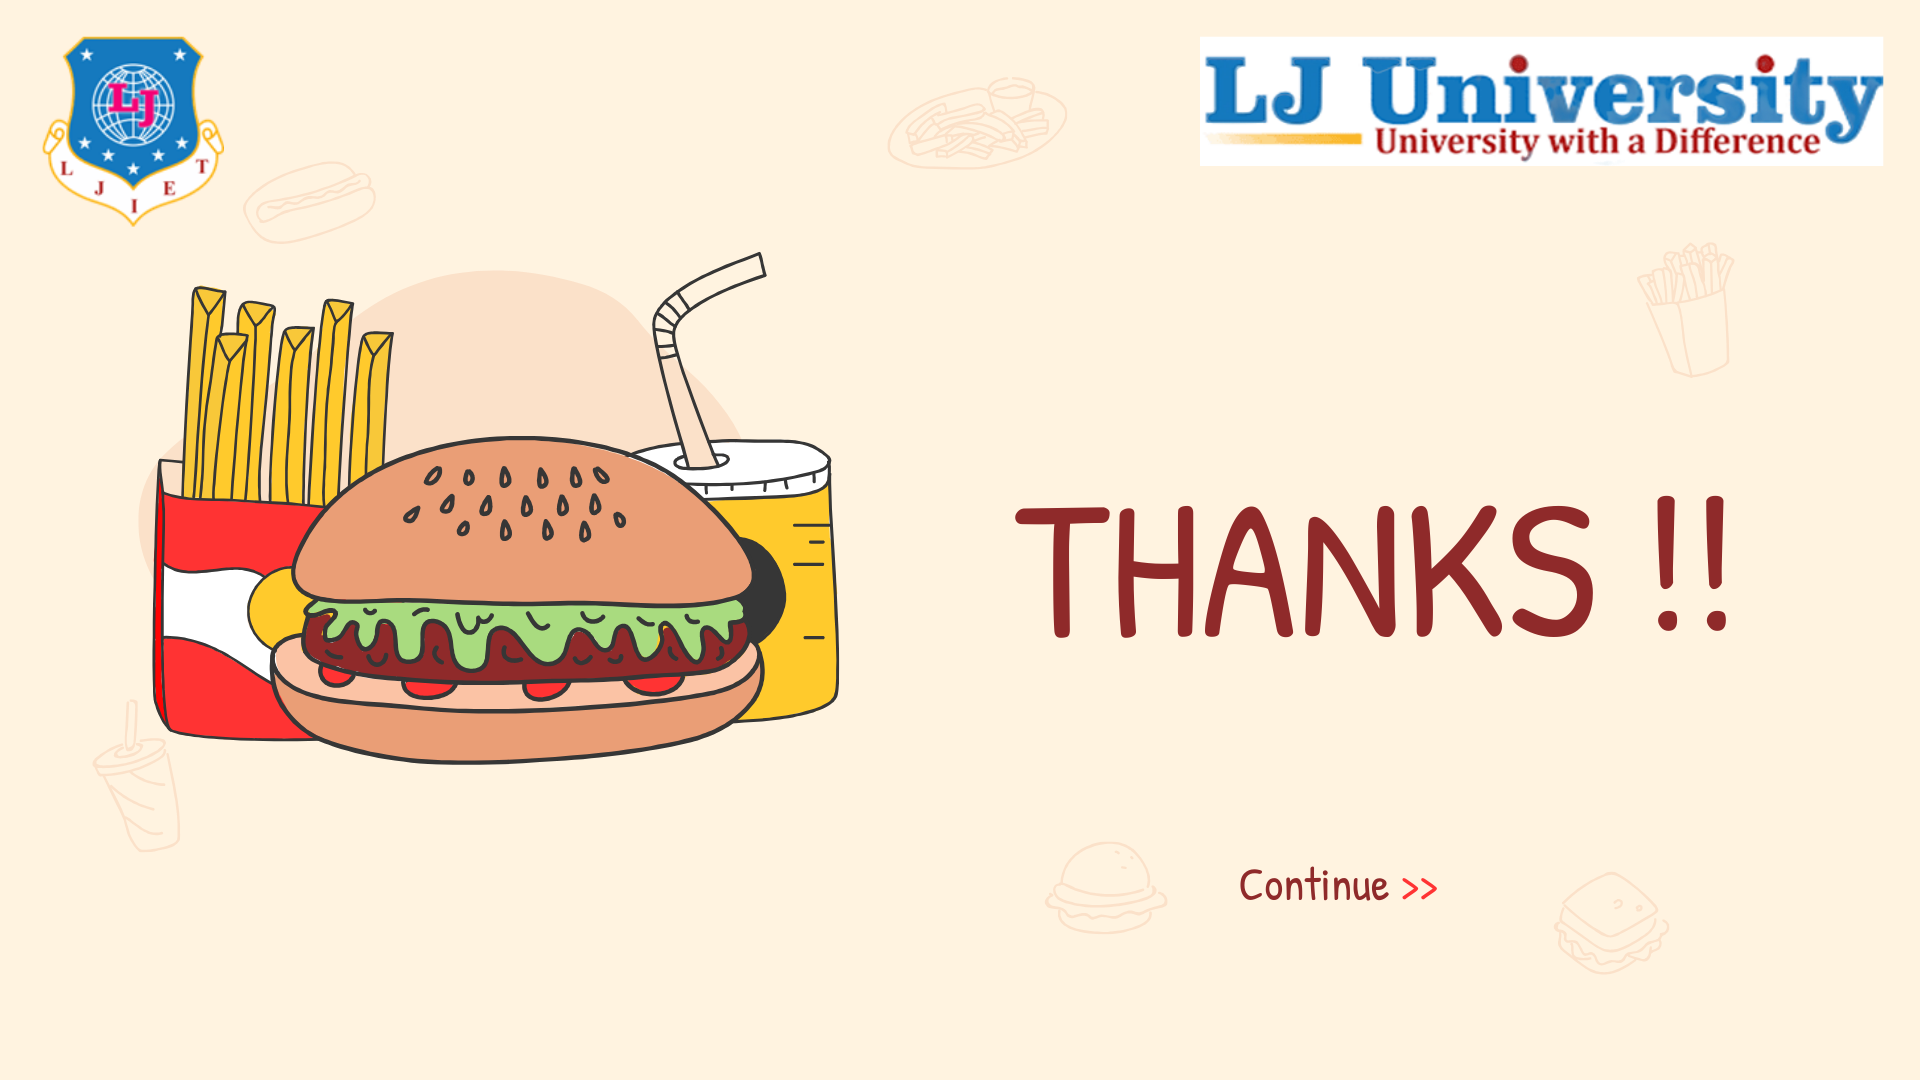 LJ
L J I E T
LJ University
University with a Difference
THANKS !!
Continue >>